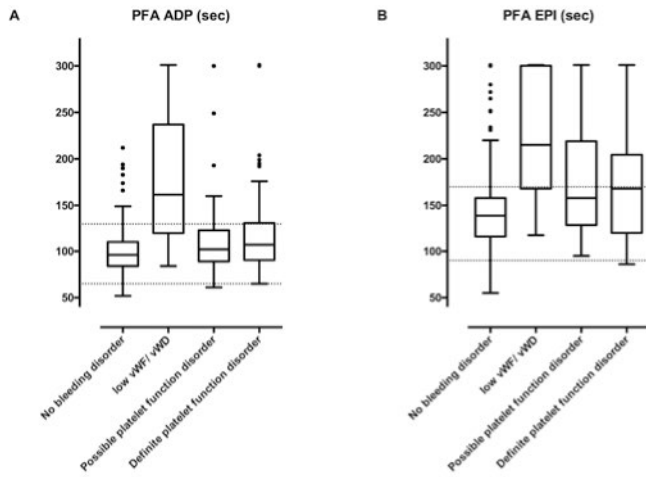 A
PFA ADP (sec)
300
250
200
150
100
50
No bleeding disorder
low vWF/ vWD
Possible platelet function disorder
Definite platelet function disorder
B
PFA EPI (sec)
300
250
200
150
100
50
No bleeding disorder
low vWF/ vWD
Possible platelet function disorder
Definite platelet function disorder